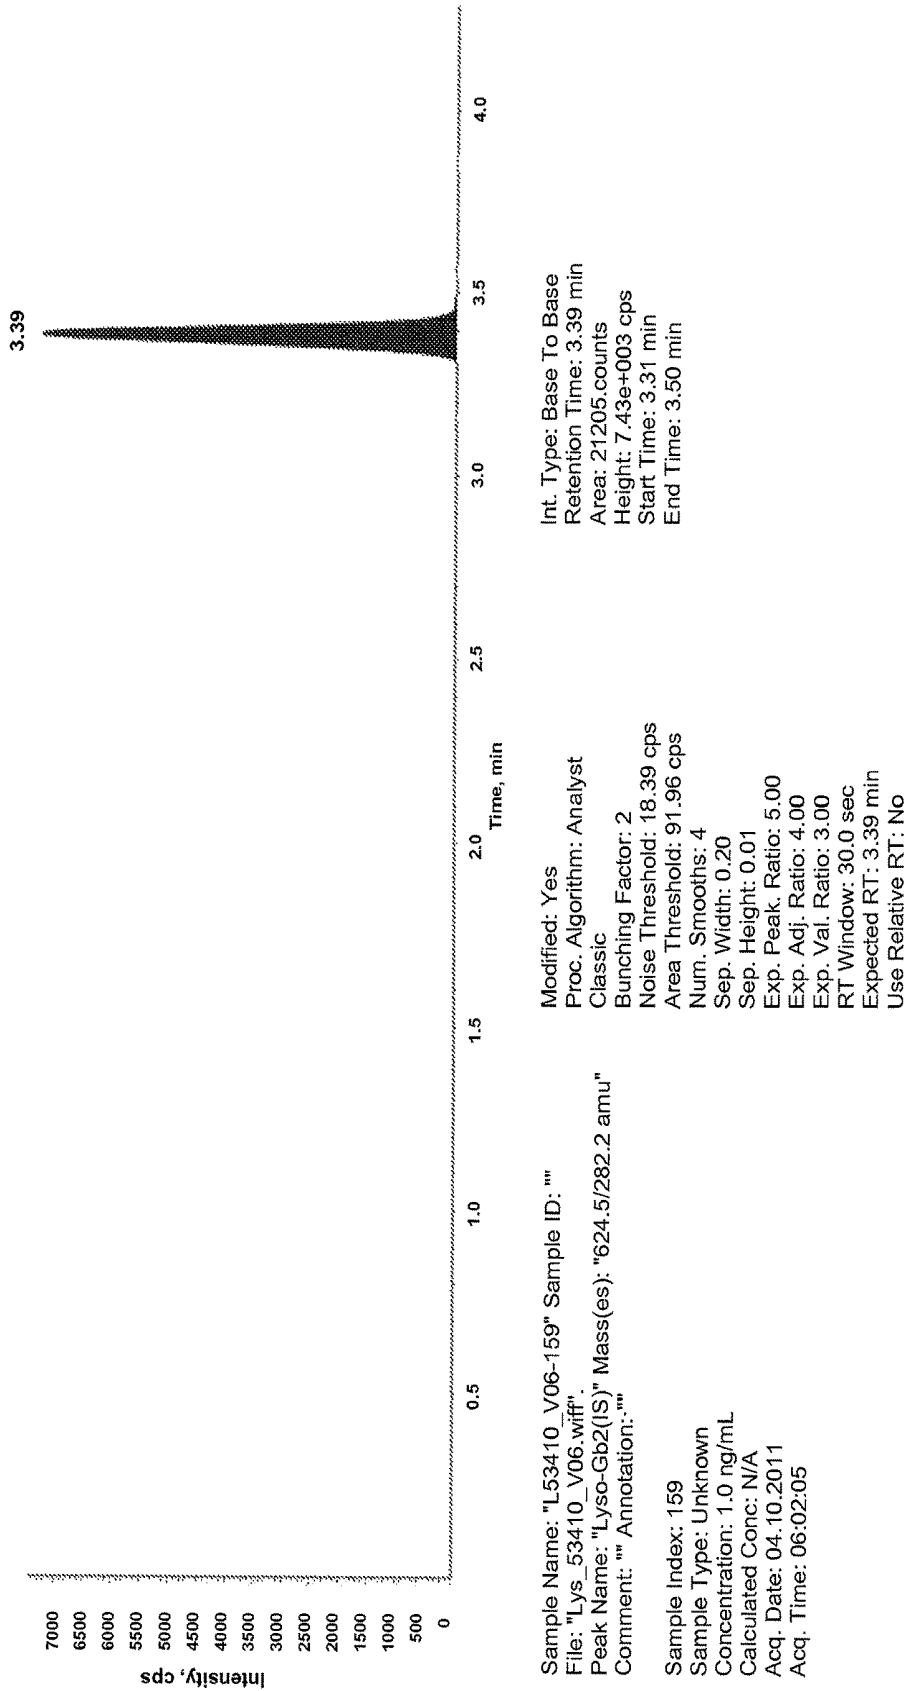 3.39
Intensity, cps
7000
6500
6000
5500
5000
4500
4000
3500
3000
2500
2000
1500
1000
500
0
0.5
1.0
1.5
2.0
2.5
3.0
3.5
4.0
Time, min
Sample Name: "L53410_V06-159" Sample ID: ""
File: "Lys_53410_V06.wiff".
Peak Name: "Lyso-Gb2(IS)" Mass(es): "624.5/282.2 amu"
Comment: "" Annotation:-""
Sample Index: 159
Sample Type: Unknown
Concentration: 1.0 ng/mL
Calculated Conc: N/A
Acq. Date: 04.10.2011
Acq. Time: 06:02:05
Modified: Yes
Proc. Algorithm: Analyst
Classic
Bunching Factor: 2
Noise Threshold: 18.39 cps
Area Threshold: 91.96 cps
Num. Smooths: 4
Sep. Width: 0.20
Sep. Height: 0.01
Exp. Peak. Ratio: 5.00
Exp. Adj. Ratio: 4.00
Exp. Val. Ratio: 3.00
RT Window: 30.0 sec
Expected RT: 3.39 min
Use Relative RT: No
Int. Type: Base To Base
Retention Time: 3.39 min
Area: 21205.counts
Height: 7.43e+003 cps
Start Time: 3.31 min
End Time: 3.50 min